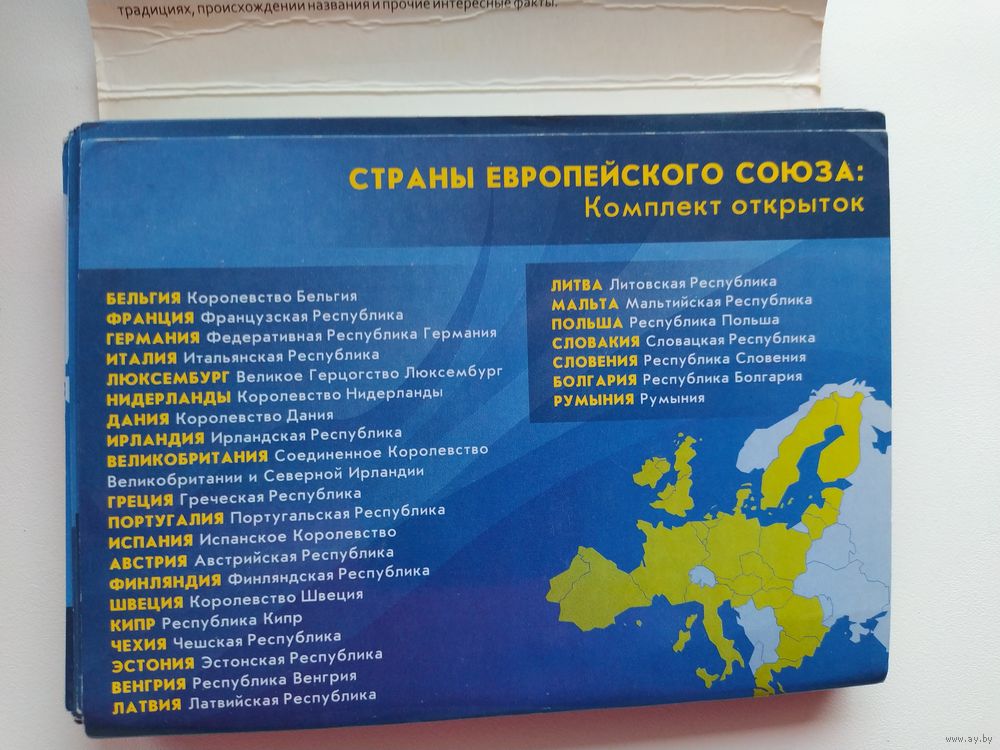 традициях, происхождении названия и прочие интересные факты.
СТРАНЫ ЕВРОПЕЙСКОГО СОЮЗА:
Комплект открыток
БЕЛЬГИЯ Королевство Бельгия
ФРАНЦИЯ Французская Республика
ГЕРМАНИЯ Федеративная Республика Германия
ИТАЛИЯ Итальянская Республика
ЛЮКСЕМБУРГ Великое Герцогство Люксембург
НИДЕРЛАНДЫ Королевство Нидерланды
ДАНИЯ Королевство Дания
ИРЛАНДИЯ Ирландская Республика
ВЕЛИКОБРИТАНИЯ Соединенное Королевство
Великобритании и Северной Ирландии
ГРЕЦИЯ Греческая Республика
ПОРТУГАЛИЯ Португальская Республика
ИСПАНИЯ Испанское Королевство
АВСТРИЯ Австрийская Республика
ФИНЛЯНДИЯ Финляндская Республика
ШВЕЦИЯ Королевство Швеция
КИПР Республика Кипр
ЧЕХИЯ Чешская Республика
ЭСТОНИЯ Эстонская Республика
ВЕНГРИЯ Республика Венгрия
ЛАТВИЯ Латвийская Республика
ЛИТВА Литовская Республика
МАЛЬТА Мальтийская Республика
ПОЛЬША Республика Польша
СЛОВАКИЯ Словацкая Республика
СЛОВЕНИЯ Республика Словения
БОЛГАРИЯ Республика Болгария
РУМЫНИЯ Румыния
www.ay.by